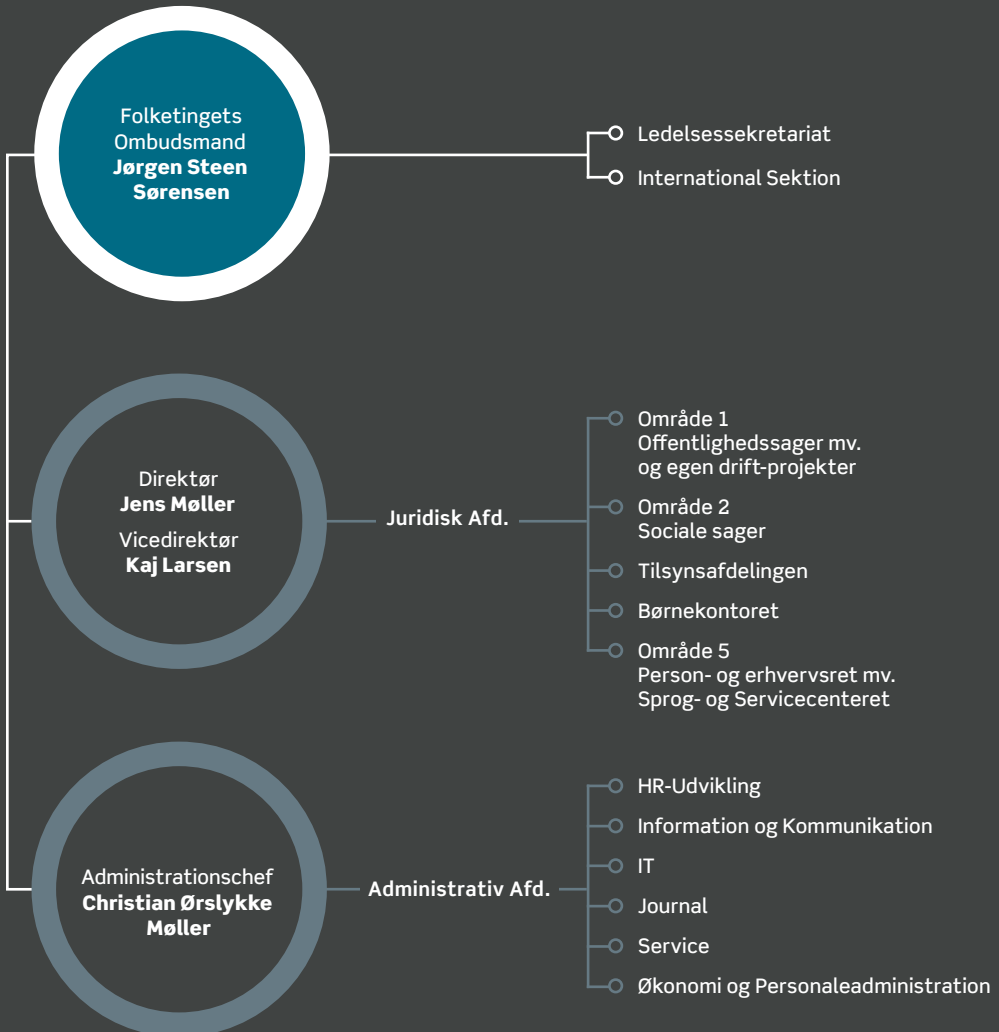 Folketingets
Ombudsmand
Jørgen Steen
Sørensen
Ledelsessekretariat
International Sektion
Direktør
Jens Møller
Vicedirektør
Kaj Larsen
Juridisk Afd.
Område 1
Offentlighedssager mv.
og egen drift-projekter
Område 2
Sociale sager
Tilsynsafdelingen
Børnekontoret
Område 5
Person- og erhvervsret mv.
Sprog- og Servicecenteret
Administrationschef
Christian Ørslykke
Møller
Administrativ Afd.
HR-Udvikling
Information og Kommunikation
IT
Journal
Service
Økonomi og Personaleadministration